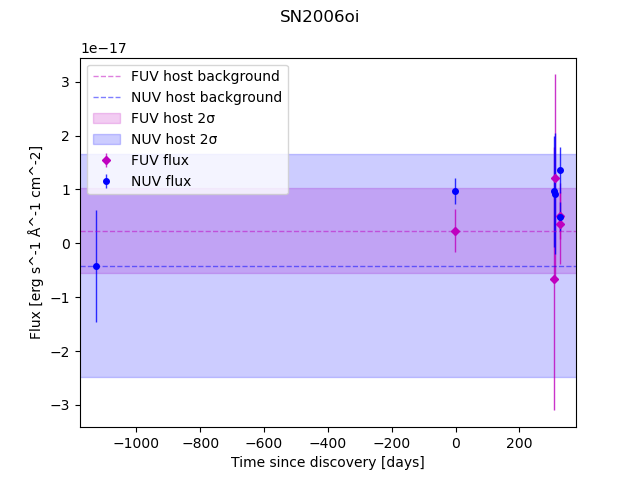 SN2006oi
1e−17
FUV host background
NUV host background
FUV host 2σ
NUV host 2σ
FUV flux
NUV flux
3
2
1
0
−1
−2
−3
Flux [erg s^-1 Å^-1 cm^-2]
−1000 −800 −600 −400 −200 0 200
Time since discovery [days]